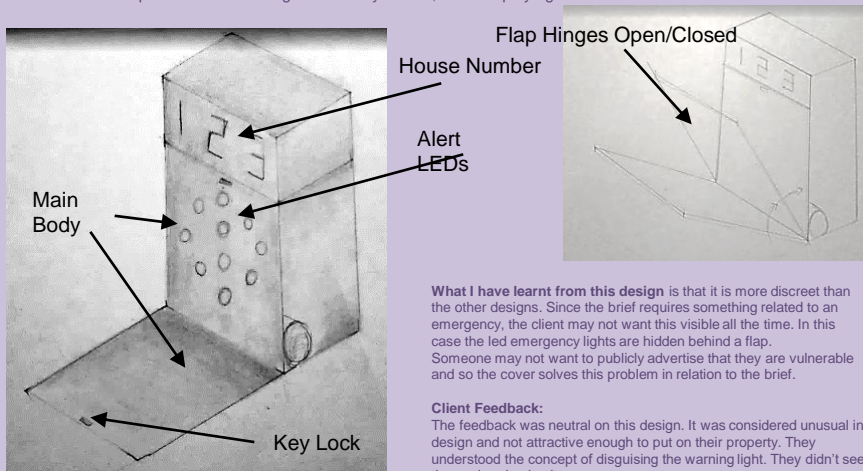 Flap Hinges Open/Closed
House Number
1 2 3
1 2 3
Alert
LEDs
Main
Body
Key Lock
What I have learnt from this design is that it is more discreet than
the other designs. Since the brief requires something related to an
emergency, the client may not want this visible all the time. In this
case the led emergency lights are hidden behind a flap.
Someone may not want to publicly advertise that they are vulnerable
and so the cover solves this problem in relation to the brief.
Client Feedback:
The feedback was neutral on this design. It was considered unusual in
design and not attractive enough to put on their property. They
understood the concept of disguising the warning light. They didn't see